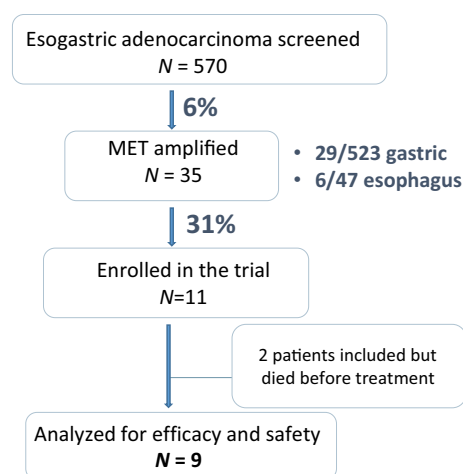 Esogastric adenocarcinoma screened
N = 570
6%
MET amplified
N = 35
• 29/523 gastric
• 6/47 esophagus
31%
Enrolled in the trial
N=11
2 patients included but
died before treatment
Analyzed for efficacy and safety
N = 9